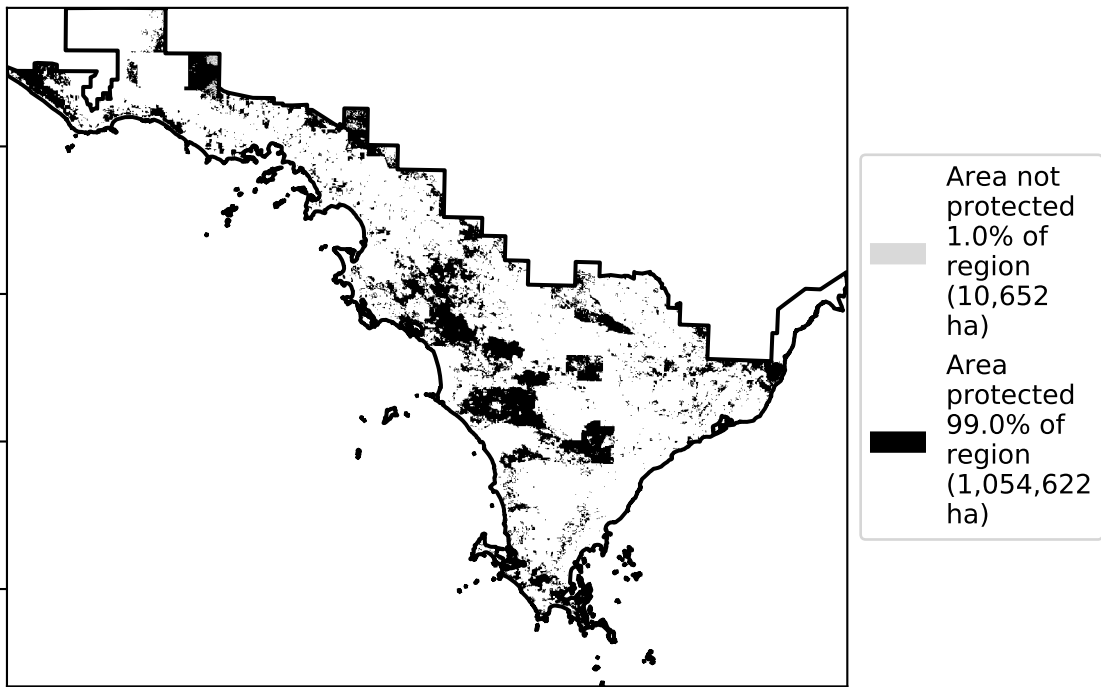 Area not
protected
1.0% of
region
(10,652
ha)
Area
protected
99.0% of
region
(1,054,622
ha)